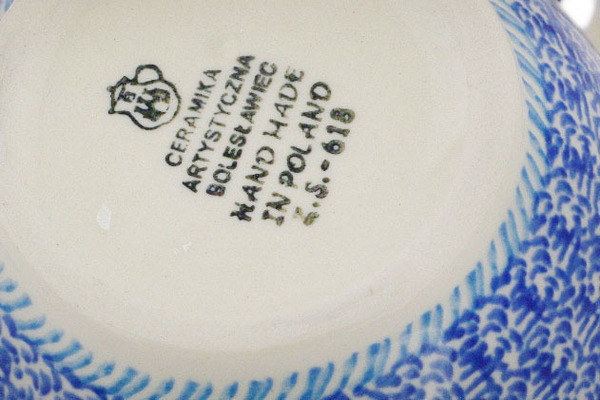 CERAMIKA
ARTYSTYCZNA
BOLESŁAWIEC
HAND MADE
IN POLAND
Z.S.-618